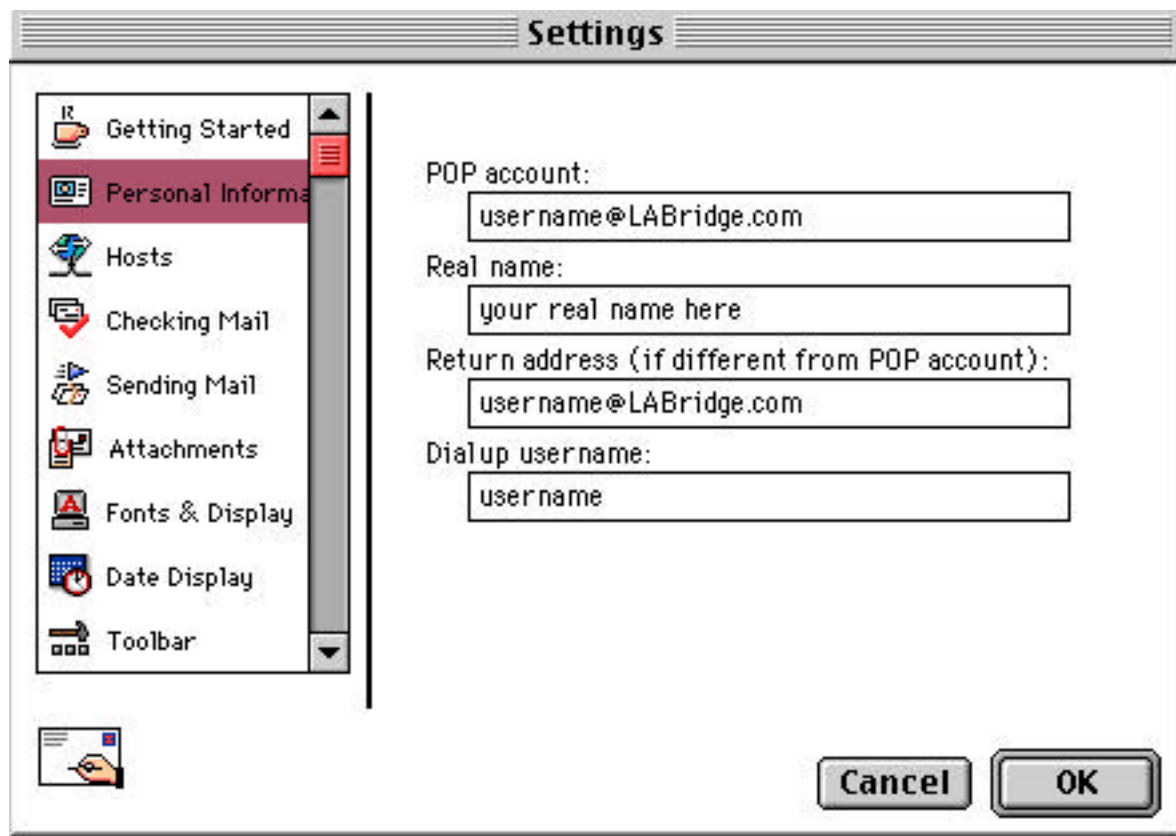 Settings
Getting Started
Personal Informa
Hosts
Checking Mail
Sending Mail
Attachments
Fonts & Display
Date Display
Toolbar
POP account:
username@LABridge.com
Real name:
your real name here
Return address (if different from POP account):
username@LABridge.com
Dialup username:
username
Cancel
OK